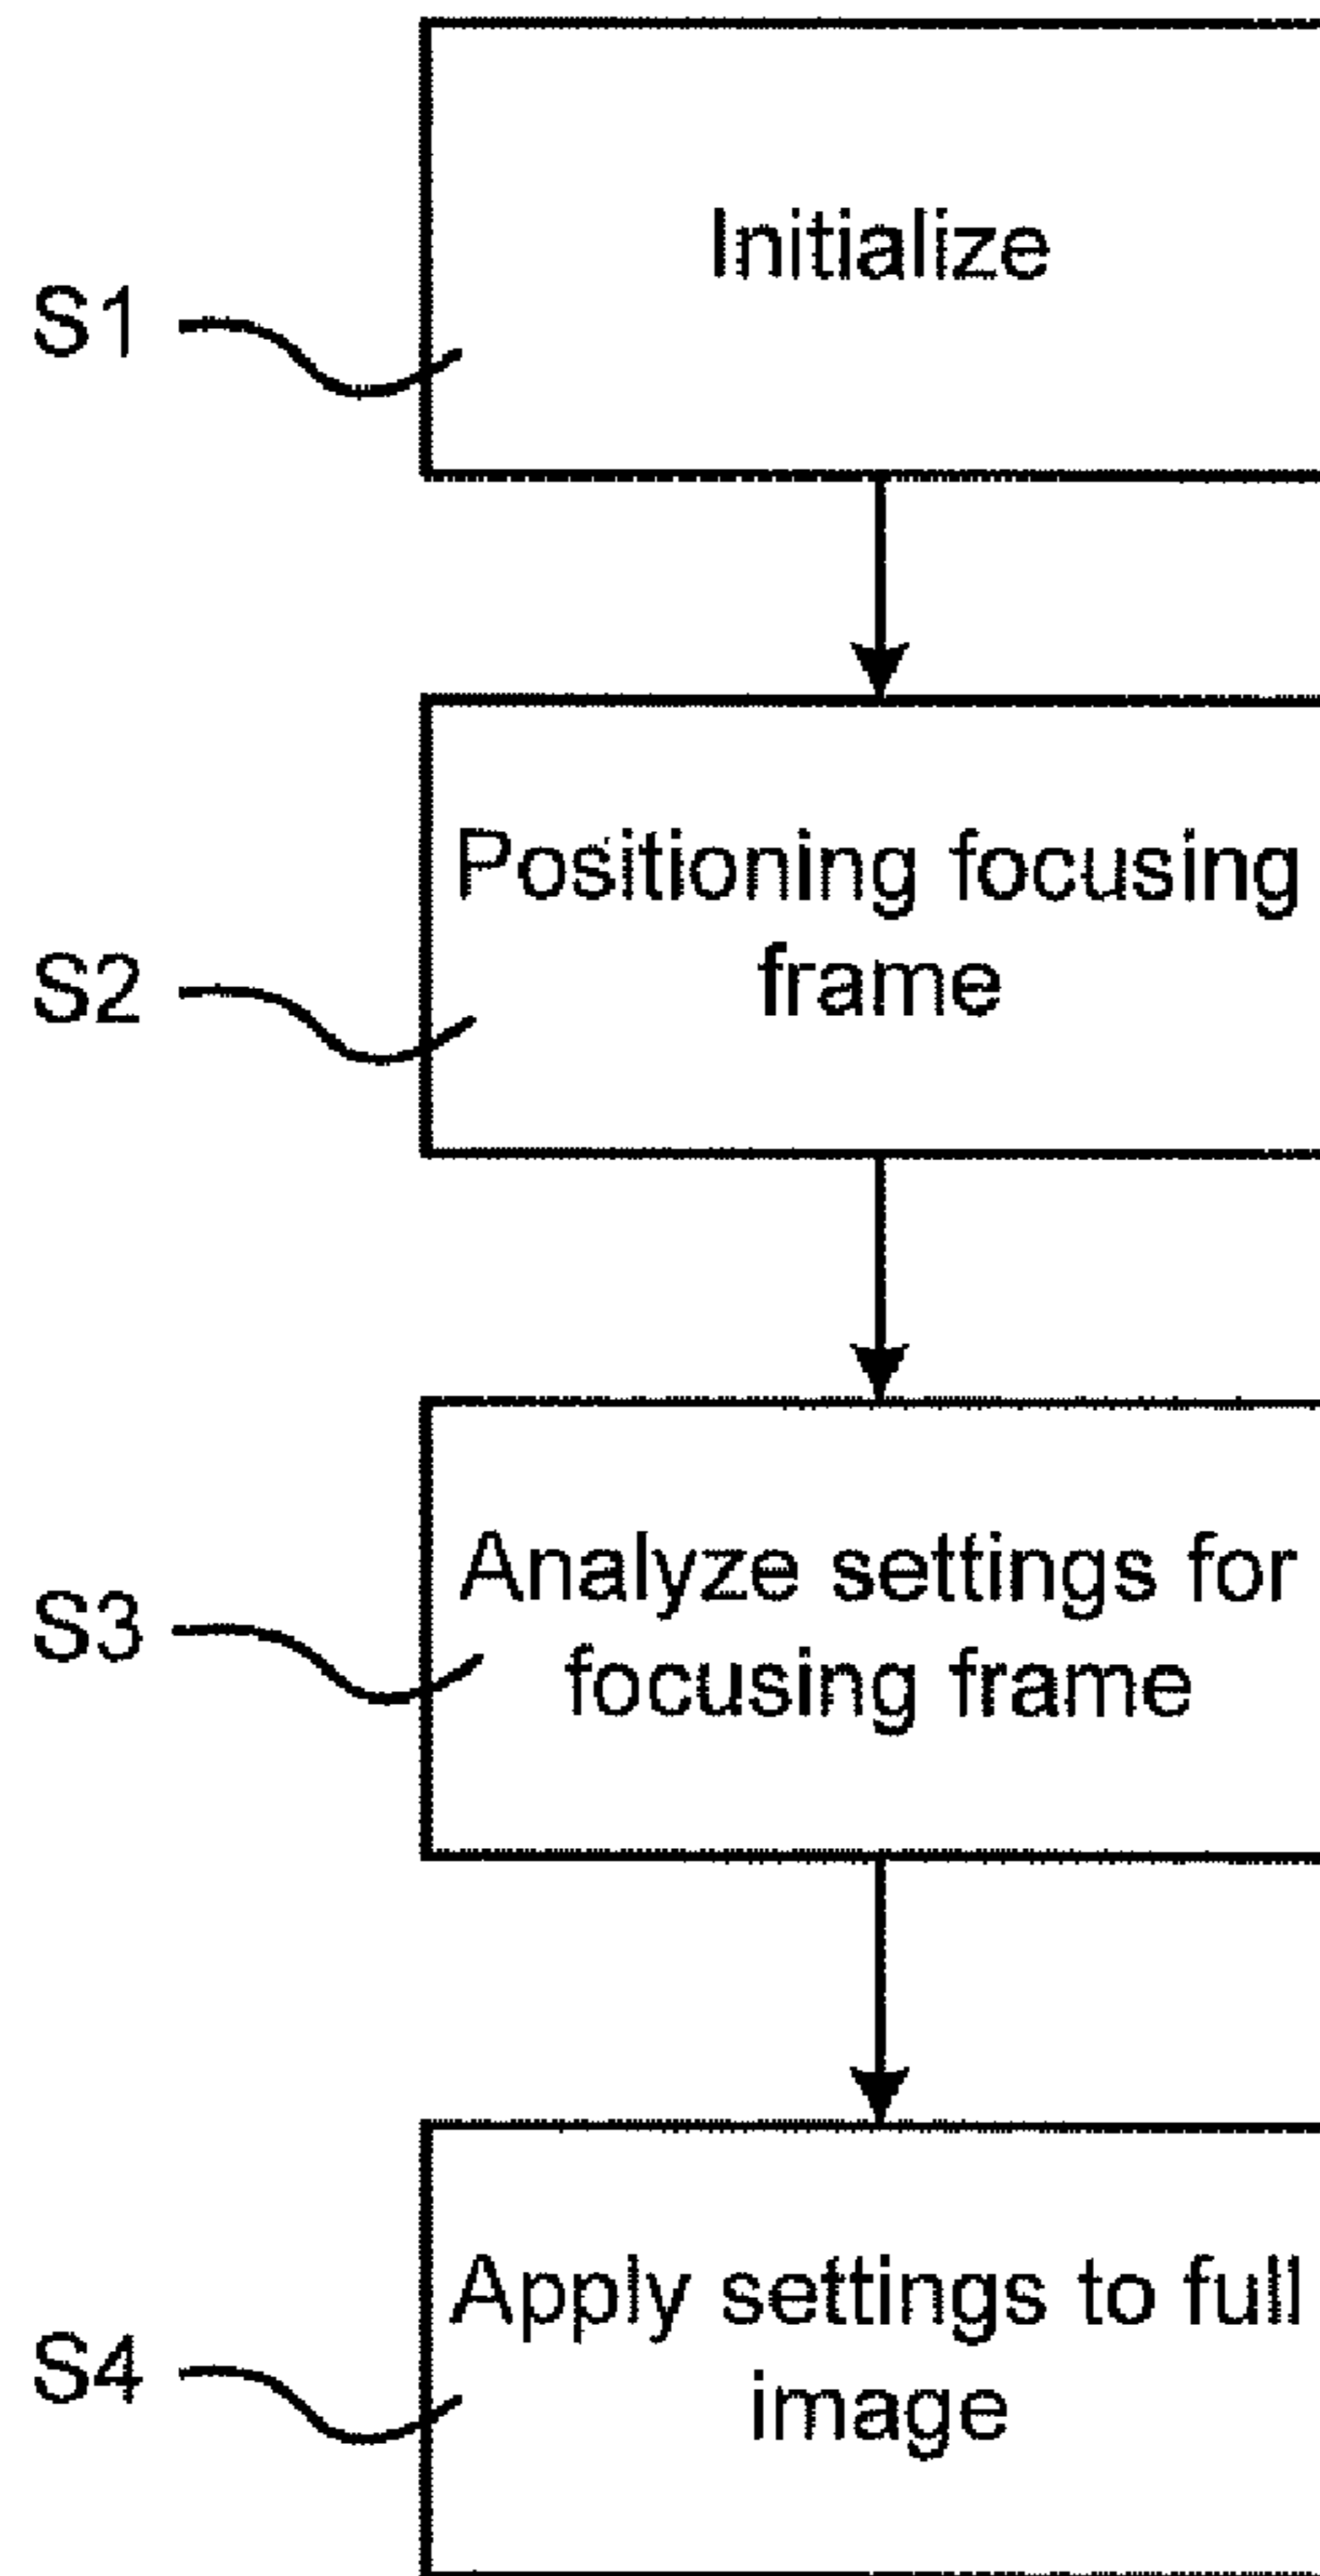 Initialize
S1
Positioning focusing
frame
S2
Analyze settings for
focusing frame
S3
Apply settings to full
image
S4